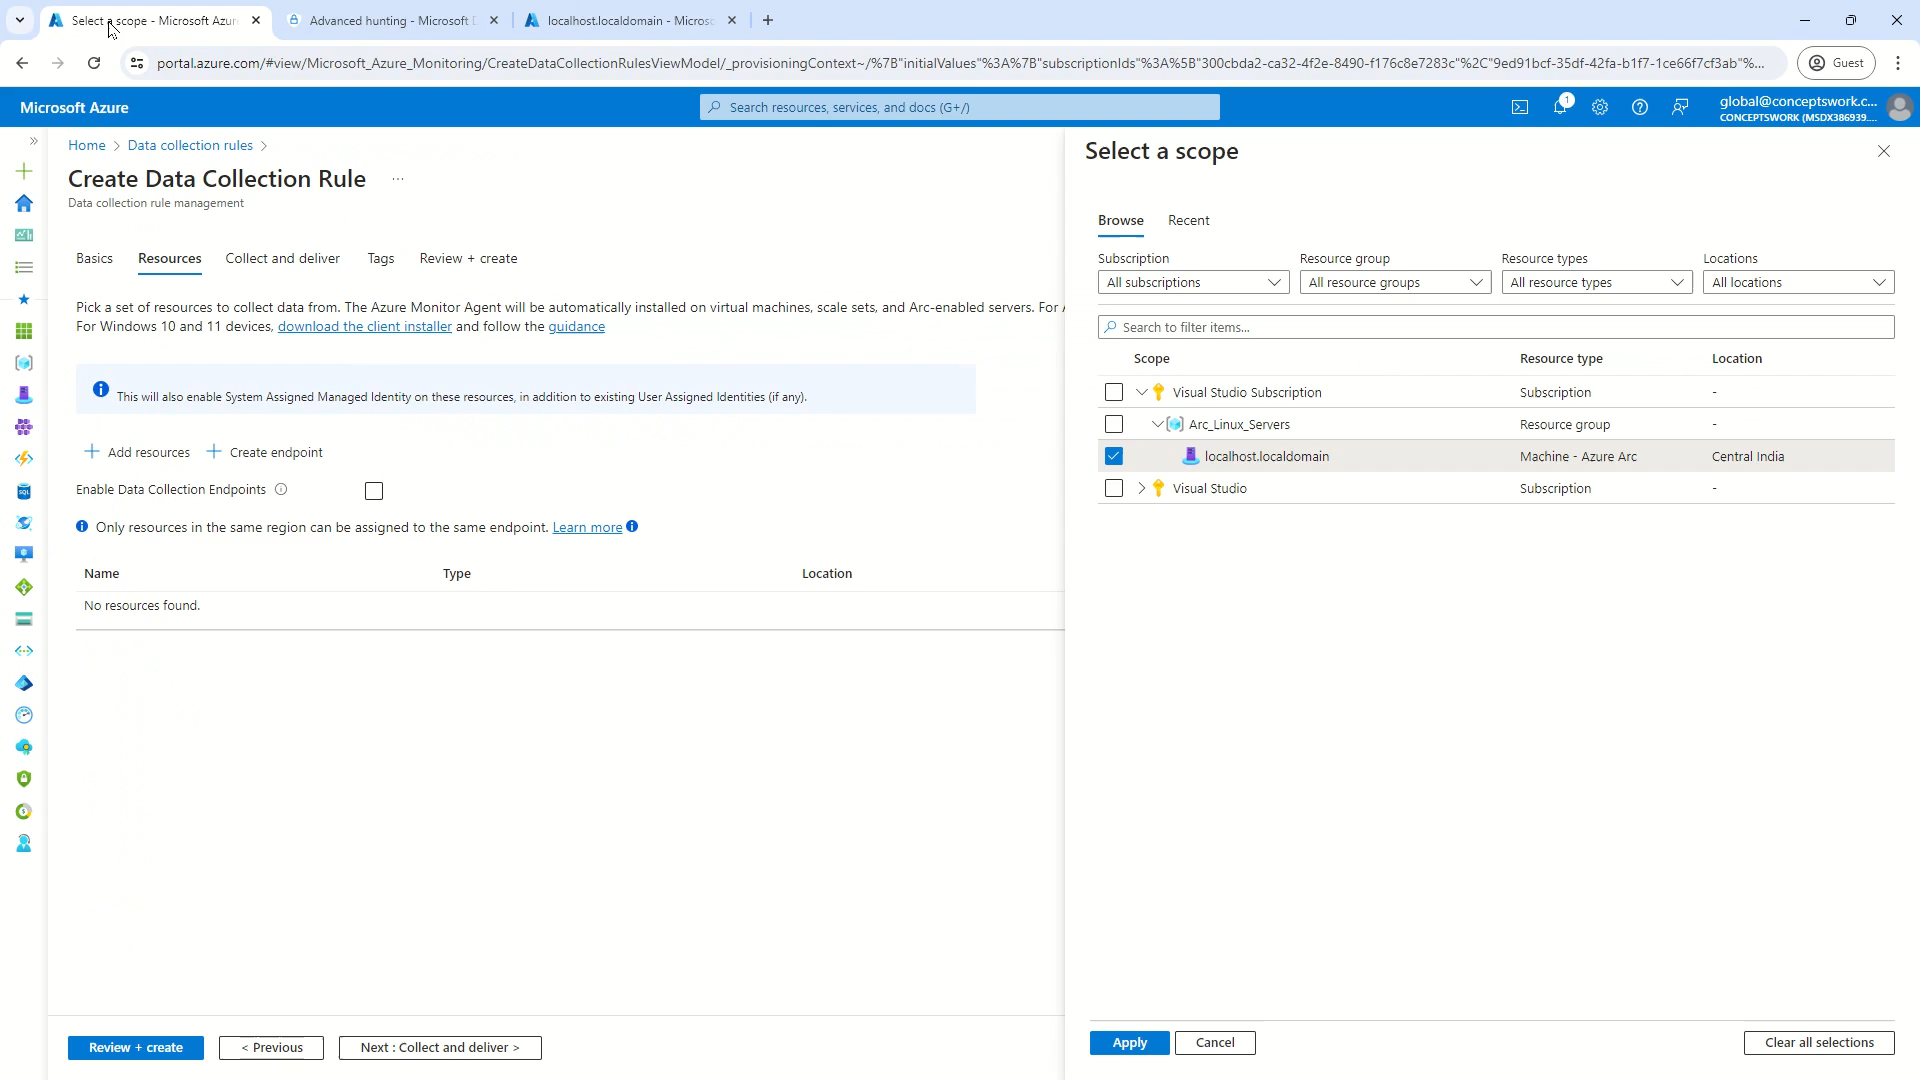 Select a scope - Microsoft Azur
Advanced hunting - Microsoft D
localhost.localdomain - Microso
portal.azure.com/#view/Microsoft_Azure_Monitoring/CreateDataCollectionRulesViewModel/_provisioningContext~/%7B"initialValues"%3A%7B"subscriptionIds"%3A%5B"300cbda2-ca32-4f2e-8490-f176c8e7283c"%2C"9ed91bcf-35df-42fa-b1f7-1ce66f7cf3ab"%...
Guest
Microsoft Azure
Search resources, services, and docs (G+/)
1
global@conceptswork.c...
CONCEPTSWORK (MSDX386939....
Home > Data collection rules >
Create Data Collection Rule ...
Data collection rule management
Basics
Resources
Collect and deliver
Tags
Review + create
Pick a set of resources to collect data from. The Azure Monitor Agent will be automatically installed on virtual machines, scale sets, and Arc-enabled servers. For
For Windows 10 and 11 devices, download the client installer and follow the guidance
This will also enable System Assigned Managed Identity on these resources, in addition to existing User Assigned Identities (if any).
Add resources
Create endpoint
Enable Data Collection Endpoints
Only resources in the same region can be assigned to the same endpoint. Learn more
Name Type Location
No resources found.
Review + create
< Previous
Next : Collect and deliver >
Select a scope
Browse
Recent
Subscription
Resource group
Resource types
Locations
All subscriptions
All resource groups
All resource types
All locations
Search to filter items...
Scope Resource type Location
Visual Studio Subscription Subscription -
Arc_Linux_Servers Resource group -
localhost.localdomain Machine - Azure Arc Central India
Visual Studio Subscription -
Apply
Cancel
Clear all selections